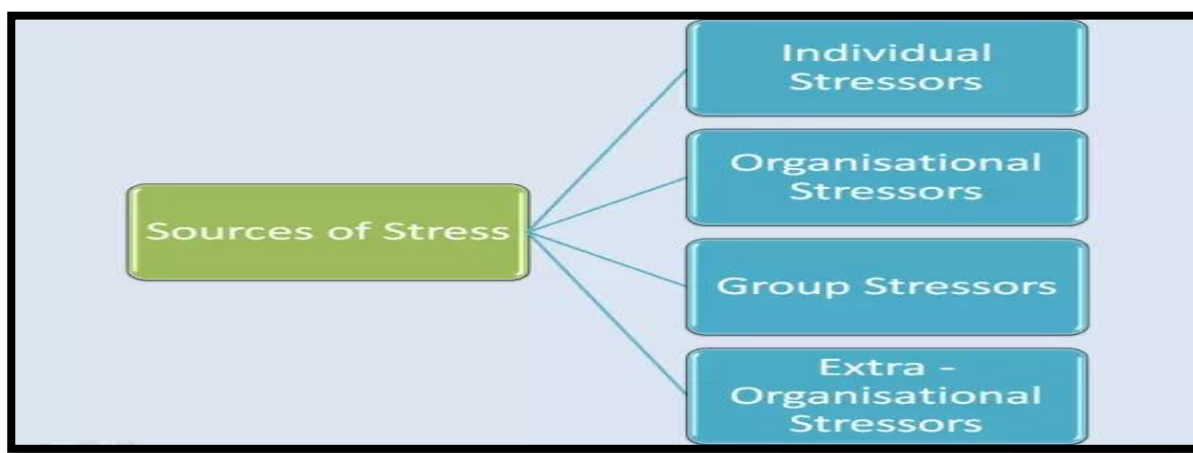 Individual
Stressors
Organisational
Stressors
Sources of Stress
Group Stressors
Extra -
Organisational
Stressors